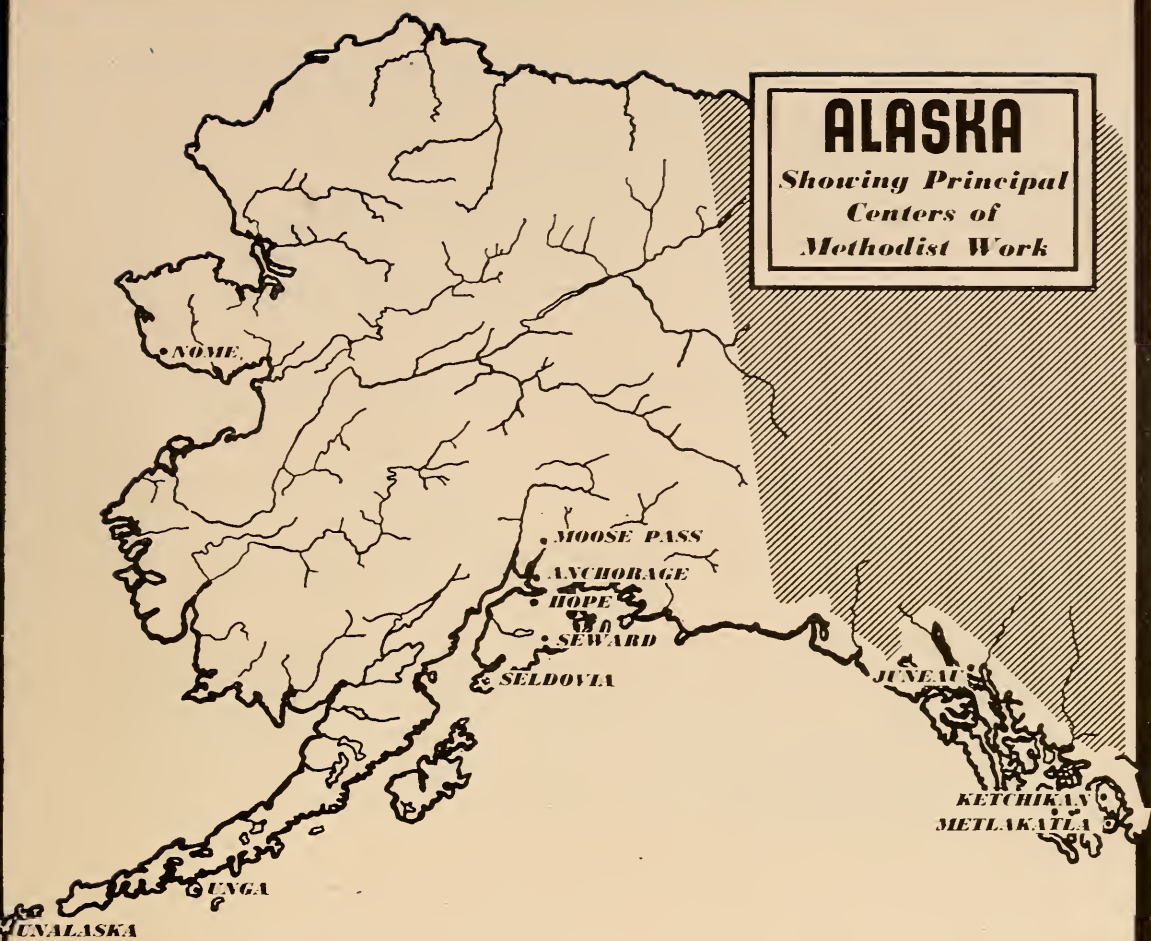 ALASKA
Showing Principal
Centers of
Methodist Work
NOME
MOOSE PASS
ANCHORAGE
HOPE
SEWARD
SELDOVIA
JUNEAU
KETCHIKAN
METLAKATLA
UNGA
UNALASKA